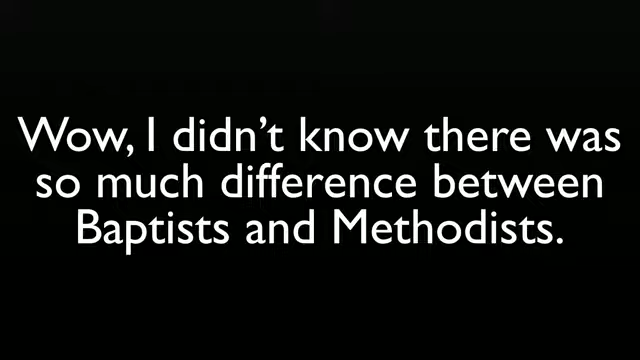 Wow, I didn't know there was
so much difference between
Baptists and Methodists.